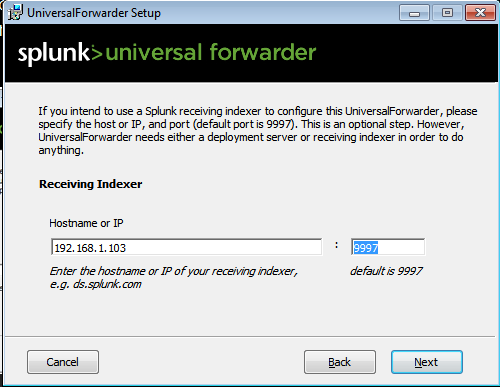 UniversalForwarder Setup
splunk> universal forwarder
If you intend to use a Splunk receiving indexer to configure this UniversalForwarder, please
specify the host or IP, and port (default port is 9997). This is an optional step. However,
UniversalForwarder needs either a deployment server or receiving indexer in order to do
anything.
Receiving Indexer
Hostname or IP
192.168.1.103 : 9997
Enter the hostname or IP of your receiving indexer, default is 9997
e.g. ds.splunk.com
Cancel Back Next